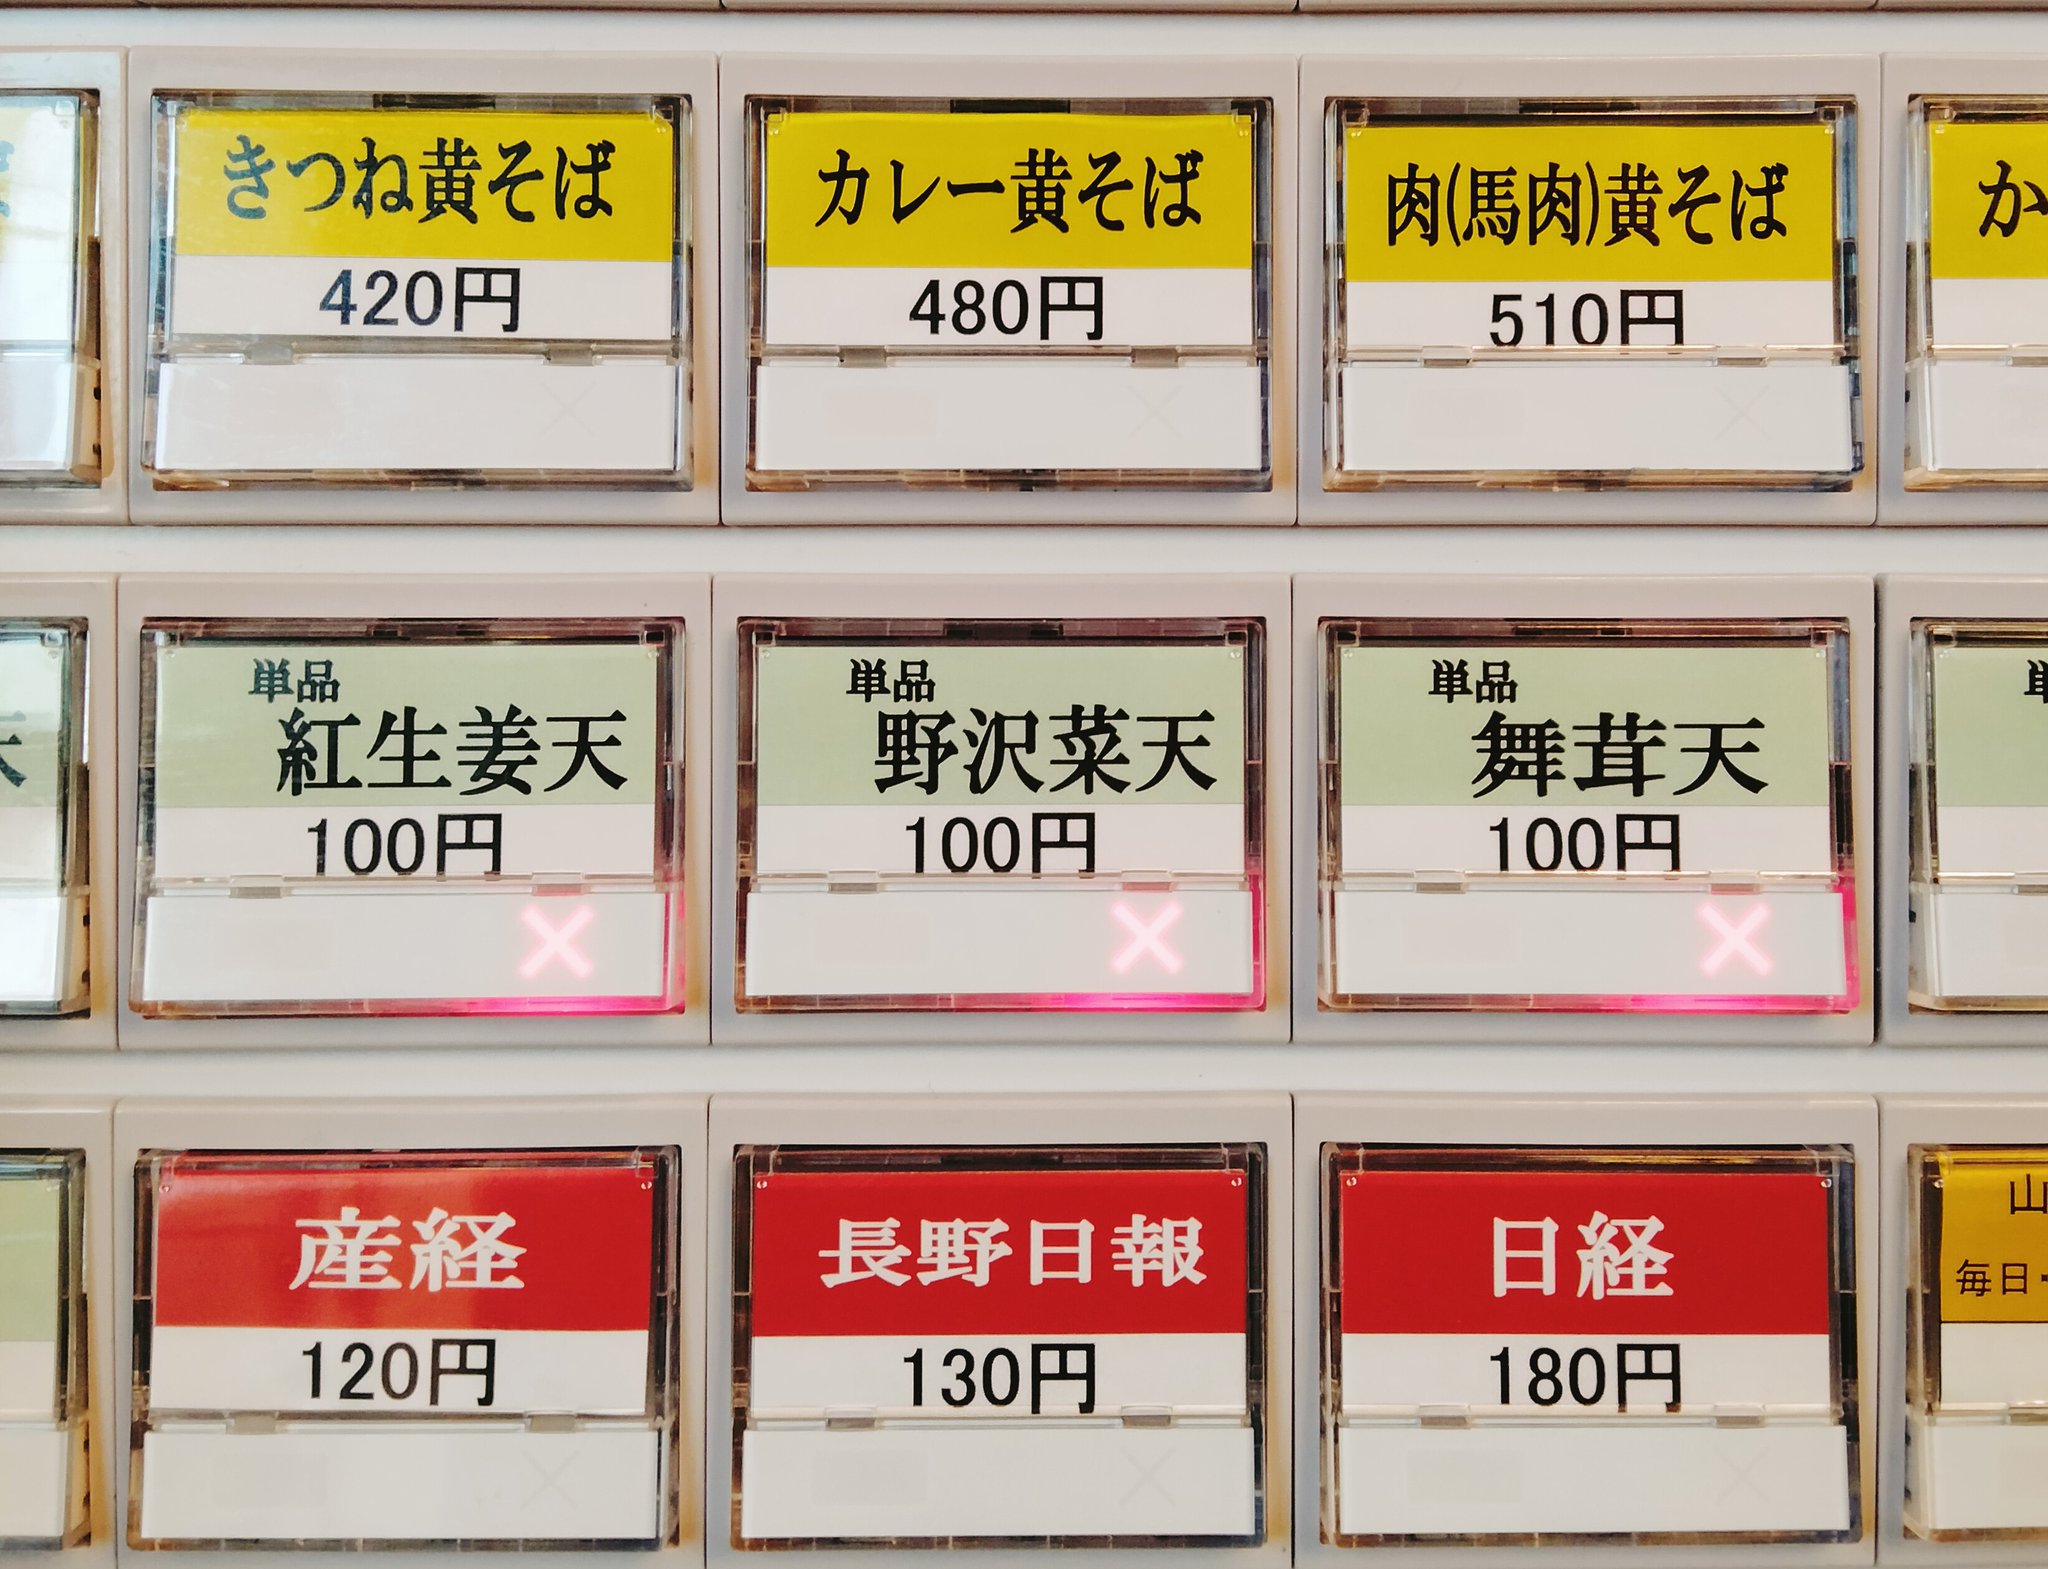 きつね黄そば
420円
カレー黄そば
480円
肉(馬肉)黄そば
510円
か
単品
紅生姜天
100円
×
単品
野沢菜天
100円
×
単品
舞茸天
100円
×
産経
120円
長野日報
130円
日経
180円
山
毎日・